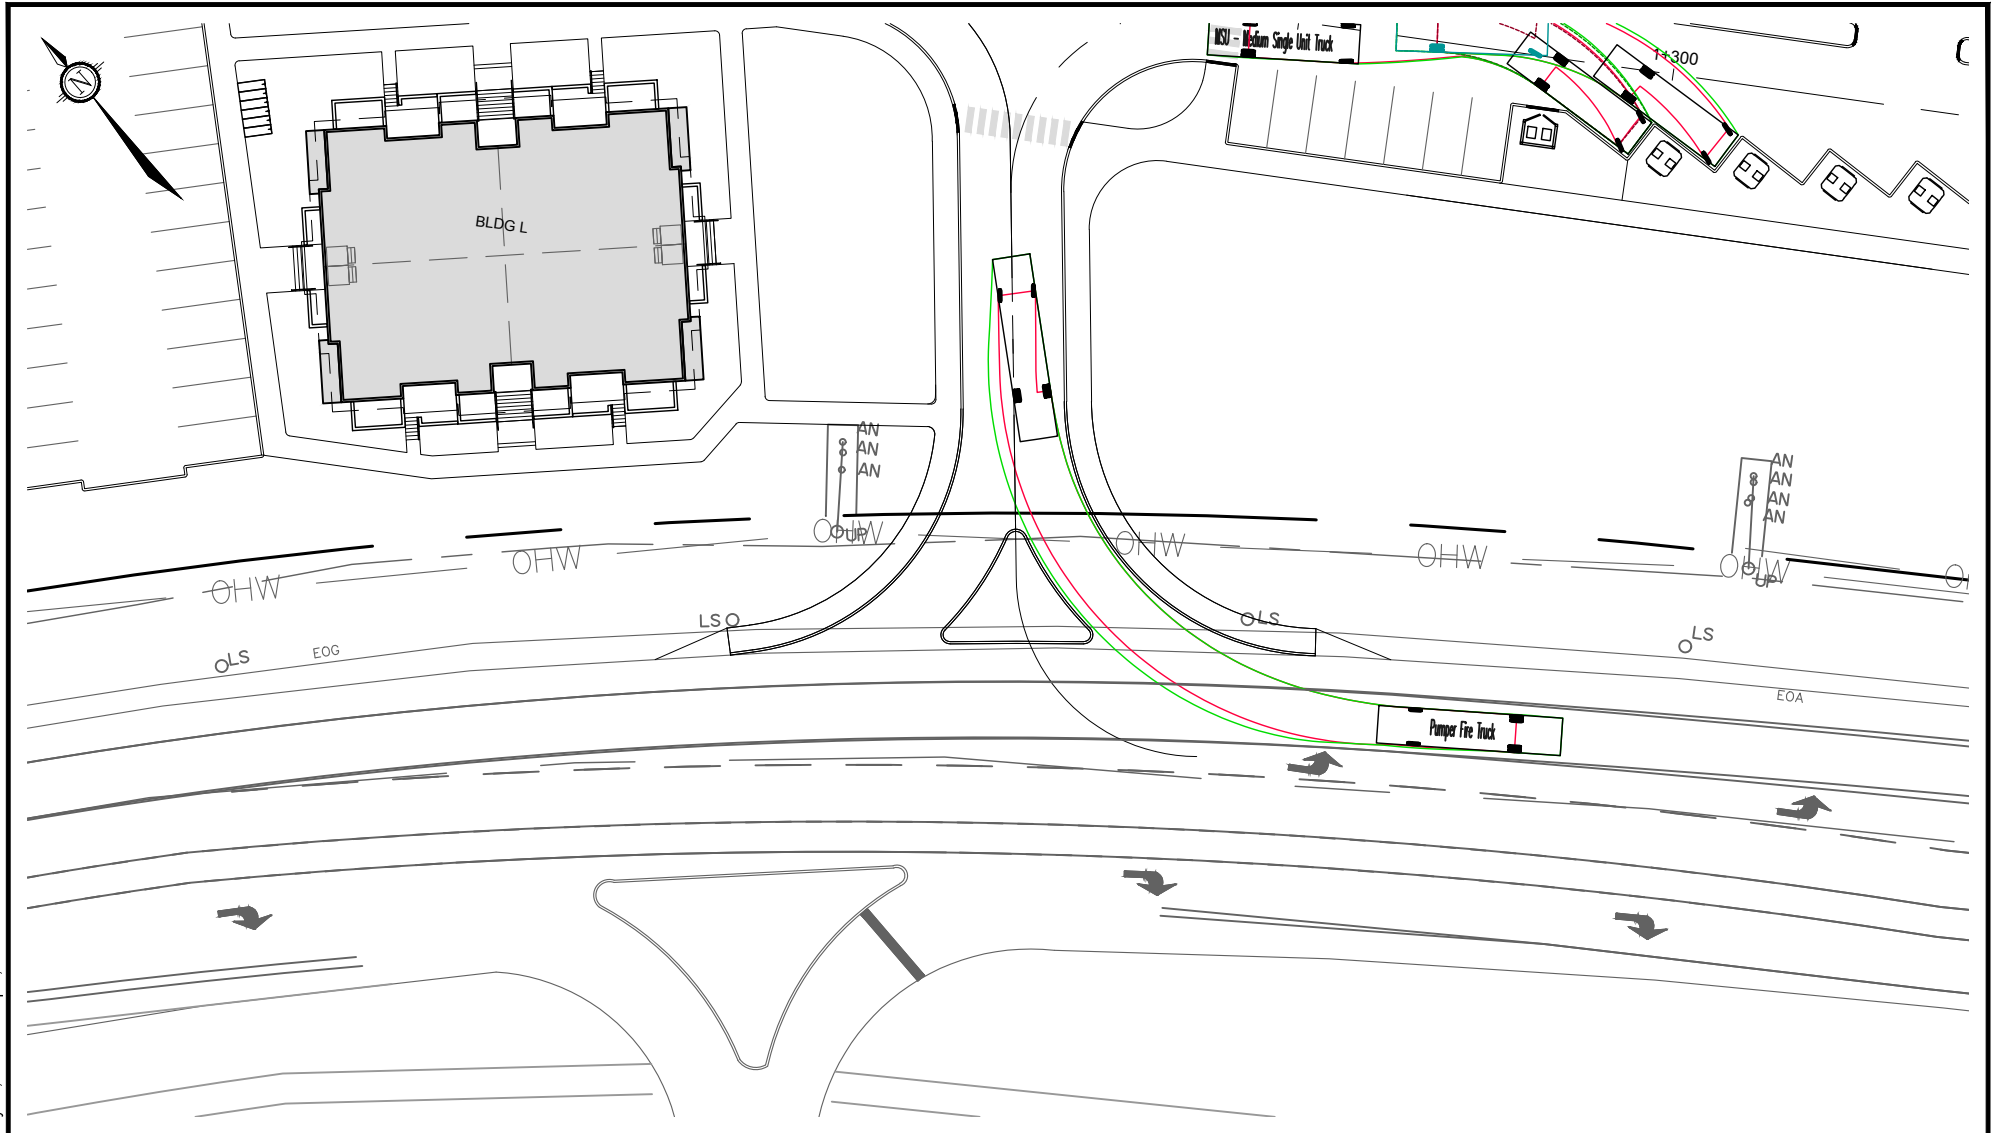 N
MSU - Medium Single Unit Truck
1+300
BLDG L
AN
AN
AN
OHW
UP
AN
AN
AN
AN
OHW
UP
OHW
OHW
OHW
OHW
LS
LS
LS
LS
EOG
EOA
Pumper Fire Truck